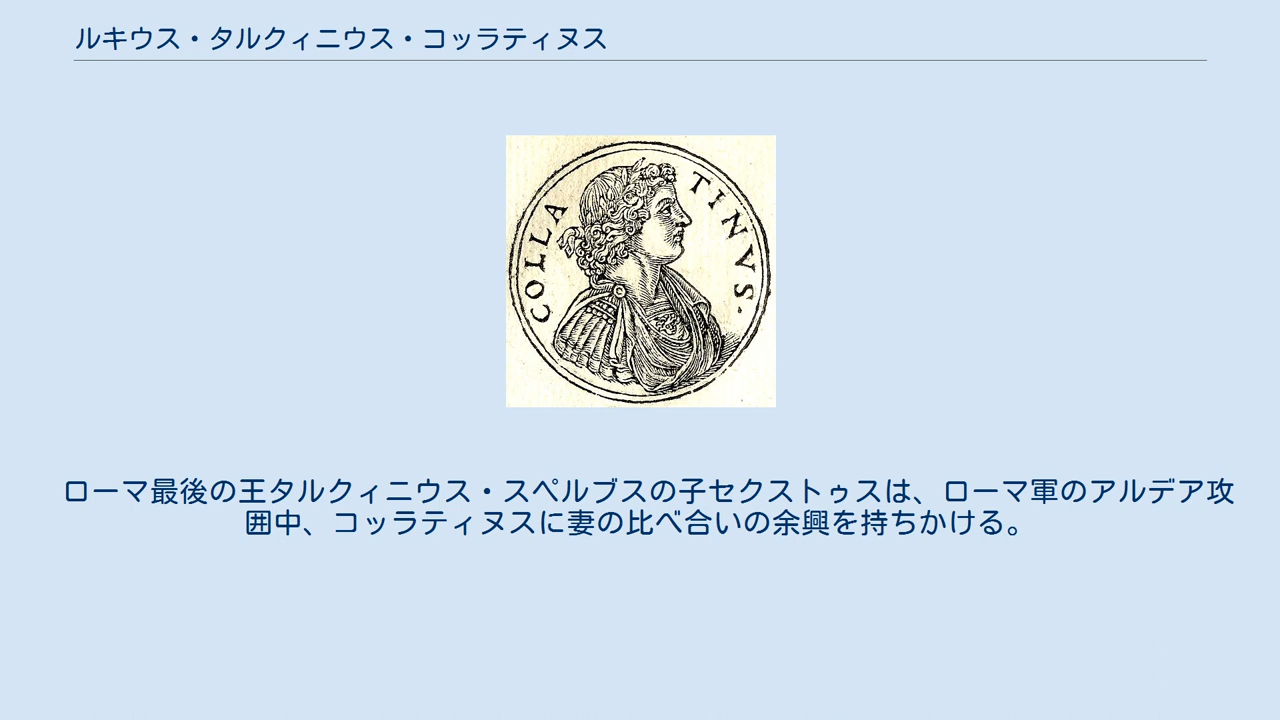 ルキウス・タルクィニウス・コッラティヌス
COLLA TINVS.
ローマ最後の王タルクィニウス・スペルブスの子セクストゥスは、ローマ軍のアルデア攻
囲中、コッラティヌスに妻の比べ合いの余興を持ちかける。